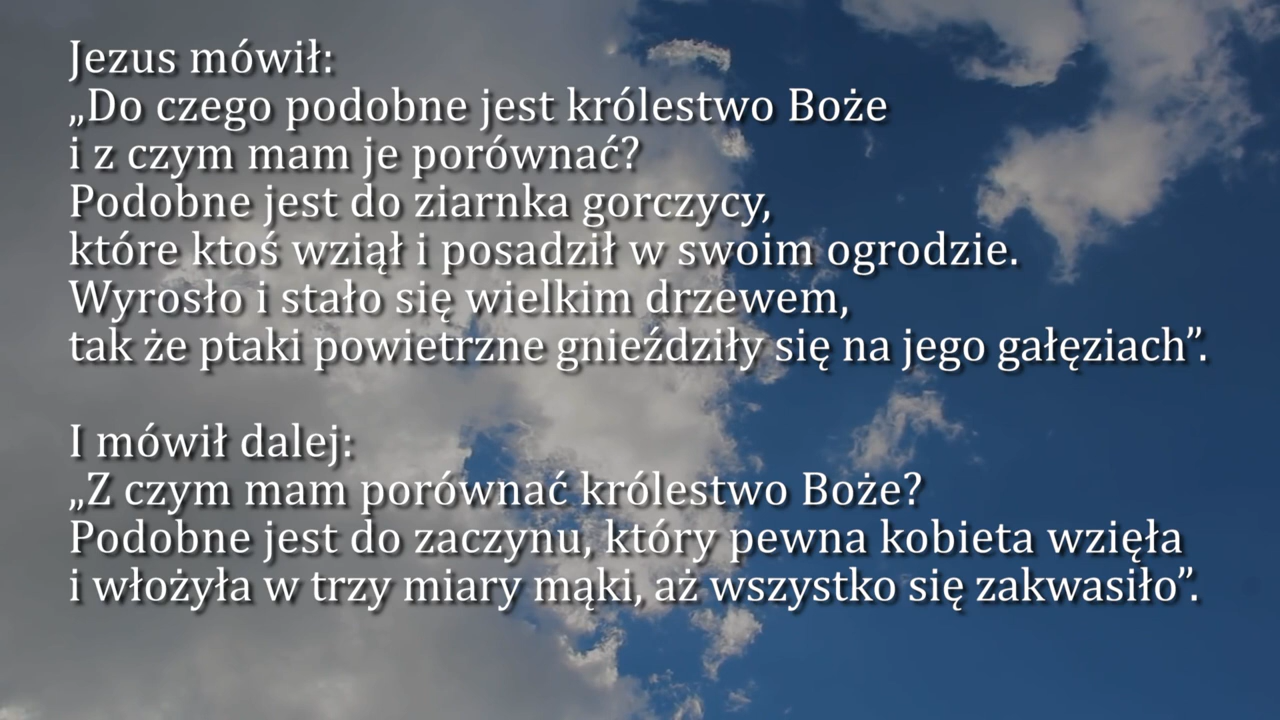 Jezus mówił:
„Do czego podobne jest królestwo Boże
i z czym mam je porównać?
Podobne jest do ziarnka gorczycy,
które ktoś wziął i posadził w swoim ogrodzie.
Wyrosło i stało się wielkim drzewem,
tak że ptaki powietrzne gnieździły się na jego gałęziach”.
I mówił dalej:
„Z czym mam porównać królestwo Boże?
Podobne jest do zaczynu, który pewna kobieta wzięła
i włożyła w trzy miary mąki, aż wszystko się zakwasiło”.